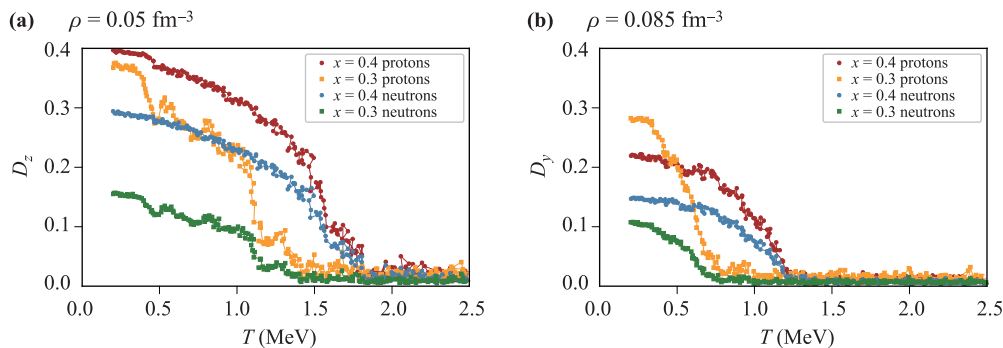 (a) ρ = 0.05 fm⁻³
0.4
0.3
0.2
0.1
0.0
D_z
x = 0.4 protons
x = 0.3 protons
x = 0.4 neutrons
x = 0.3 neutrons
0.0 0.5 1.0 1.5 2.0 2.5
T (MeV)
(b) ρ = 0.085 fm⁻³
0.4
0.3
0.2
0.1
0.0
D_y
x = 0.4 protons
x = 0.3 protons
x = 0.4 neutrons
x = 0.3 neutrons
0.0 0.5 1.0 1.5 2.0 2.5
T (MeV)